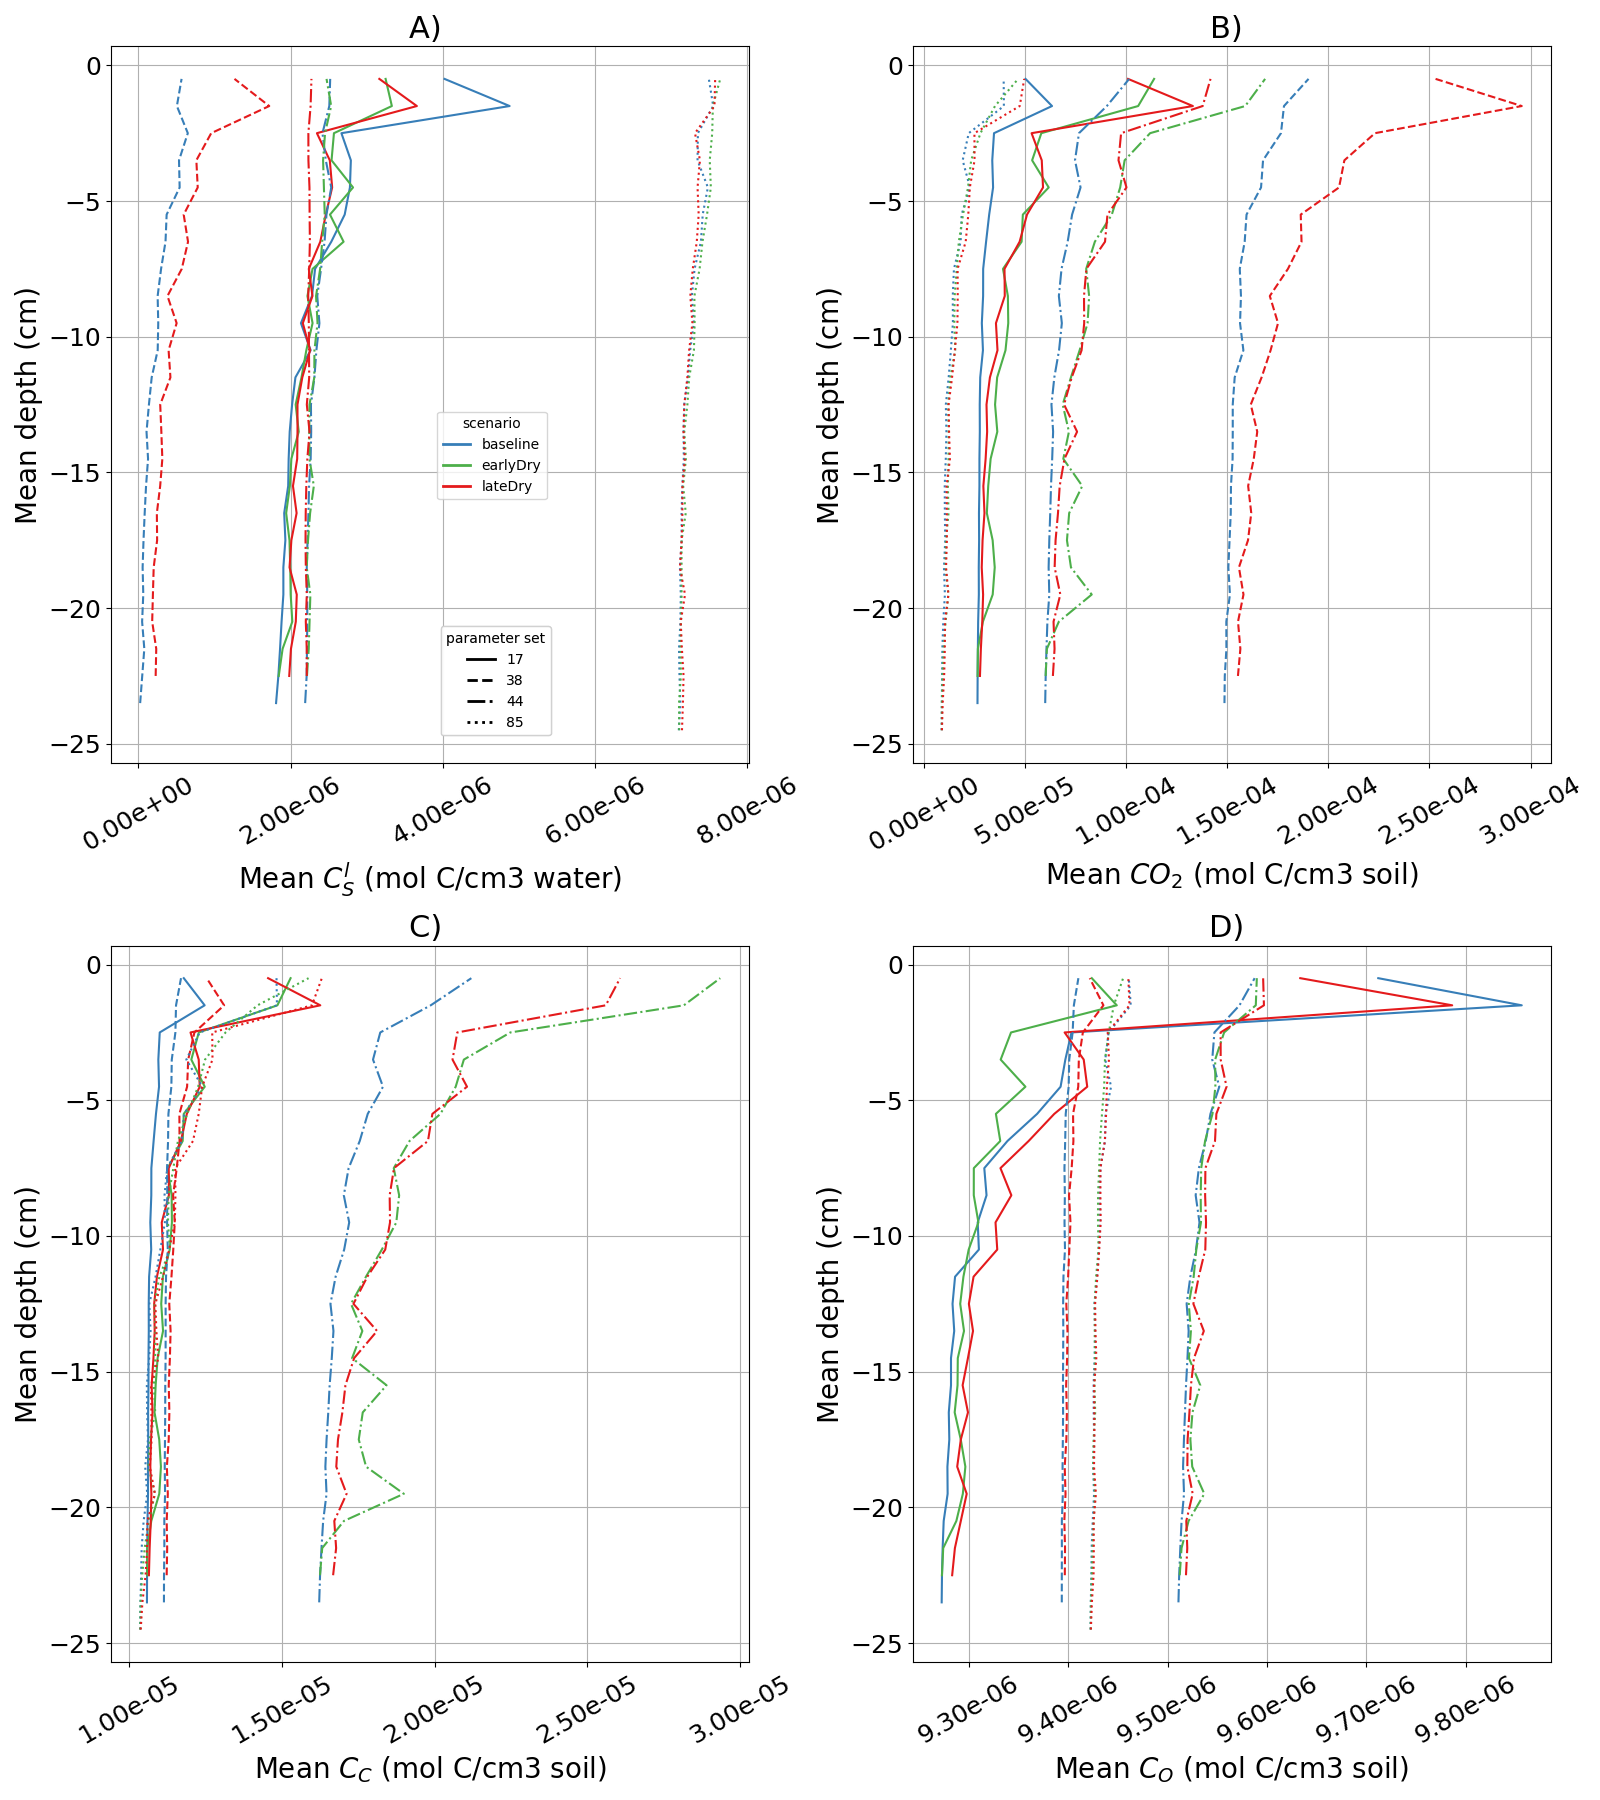 A)
B)
0
−5
−10
−15
−20
−25
Mean depth (cm)
scenario
baseline
earlyDry
lateDry
parameter set
17
38
44
85
0.00e+00
2.00e-06
4.00e-06
6.00e-06
8.00e-06
Mean $C_S^l$ (mol C/cm3 water)
0
−5
−10
−15
−20
−25
Mean depth (cm)
0.00e+00
5.00e-05
1.00e-04
1.50e-04
2.00e-04
2.50e-04
3.00e-04
Mean $CO_2$ (mol C/cm3 soil)
C)
D)
0
−5
−10
−15
−20
−25
Mean depth (cm)
1.00e-05
1.50e-05
2.00e-05
2.50e-05
3.00e-05
Mean $C_C$ (mol C/cm3 soil)
0
−5
−10
−15
−20
−25
Mean depth (cm)
9.30e-06
9.40e-06
9.50e-06
9.60e-06
9.70e-06
9.80e-06
Mean $C_O$ (mol C/cm3 soil)